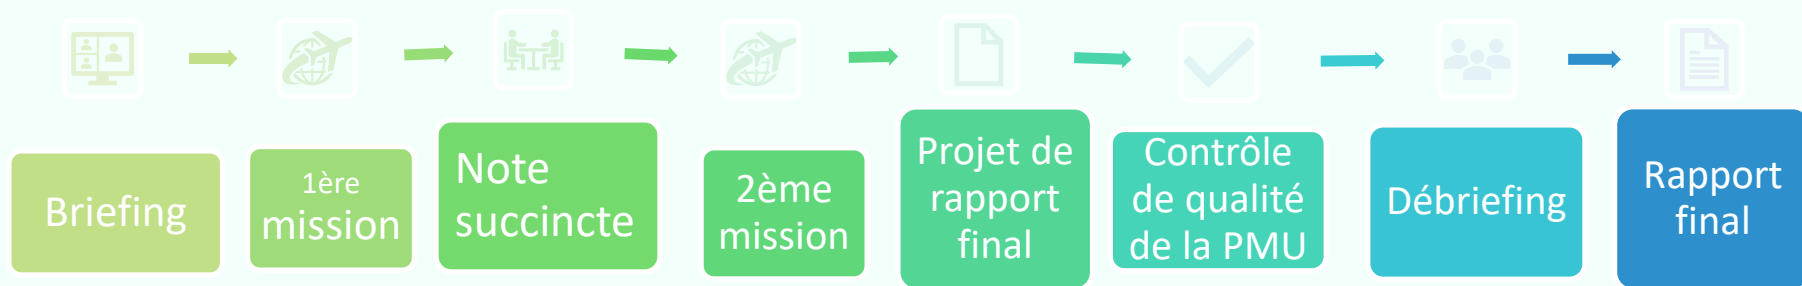 Briefing
1ère
mission
Note
succincte
2ème
mission
Projet de
rapport
final
Contrôle
de qualité
de la PMU
Débriefing
Rapport
final